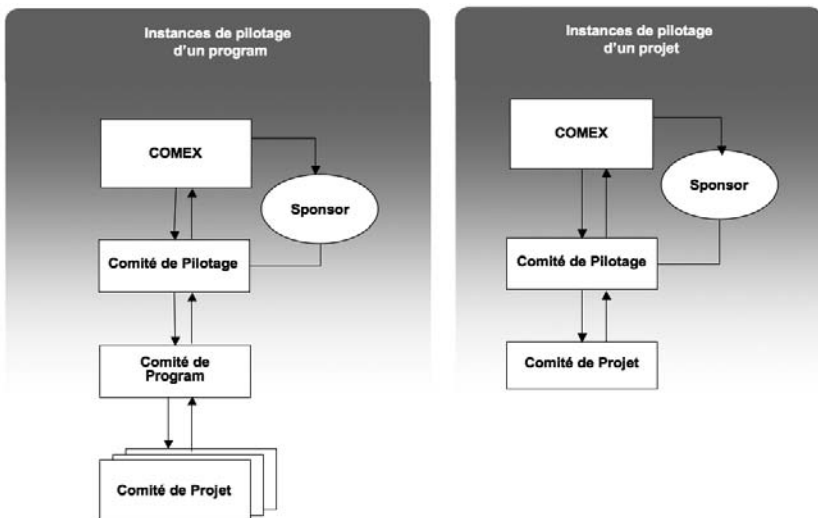 Instances de pilotage
d'un program
COMEX
Sponsor
Comité de Pilotage
Comité de
Program
Comité de Projet
Instances de pilotage
d'un projet
COMEX
Sponsor
Comité de Pilotage
Comité de Projet